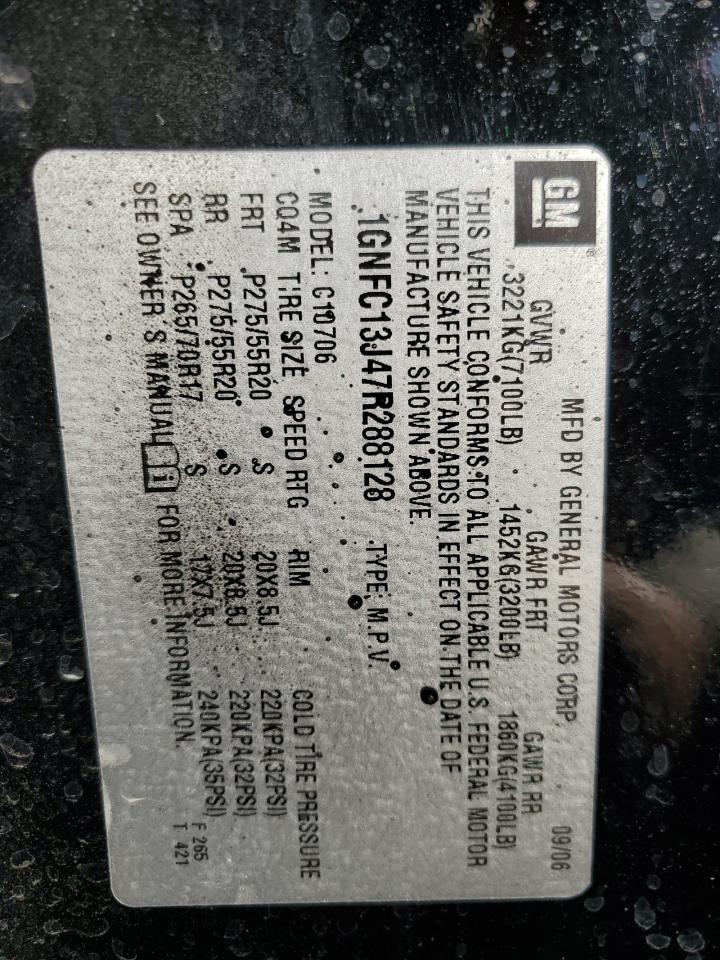 GM
MFD BY GENERAL MOTORS CORP. 09/06
GVWR GAWR FRT GAWR RR
3221KG(7100LB) 1452KG(3200LB) 1860KG(4100LB)
THIS VEHICLE CONFORMS TO ALL APPLICABLE U.S. FEDERAL MOTOR
VEHICLE SAFETY STANDARDS IN EFFECT ON THE DATE OF
MANUFACTURE SHOWN ABOVE.
1GNFC13J47R288128 TYPE: M.P.V.
MODEL: C10706
CQ4M TIRE SIZE SPEED RTG RIM COLD TIRE PRESSURE
FRT P275/55R20 S 20X8.5J 220KPA(32PSI)
RR P275/55R20 S 20X8.5J 220KPA(32PSI)
SPA P265/70R17 S 17X7.5J 240KPA(35PSI)
SEE OWNER S MANUAL i FOR MORE INFORMATION.
F 265
T 421